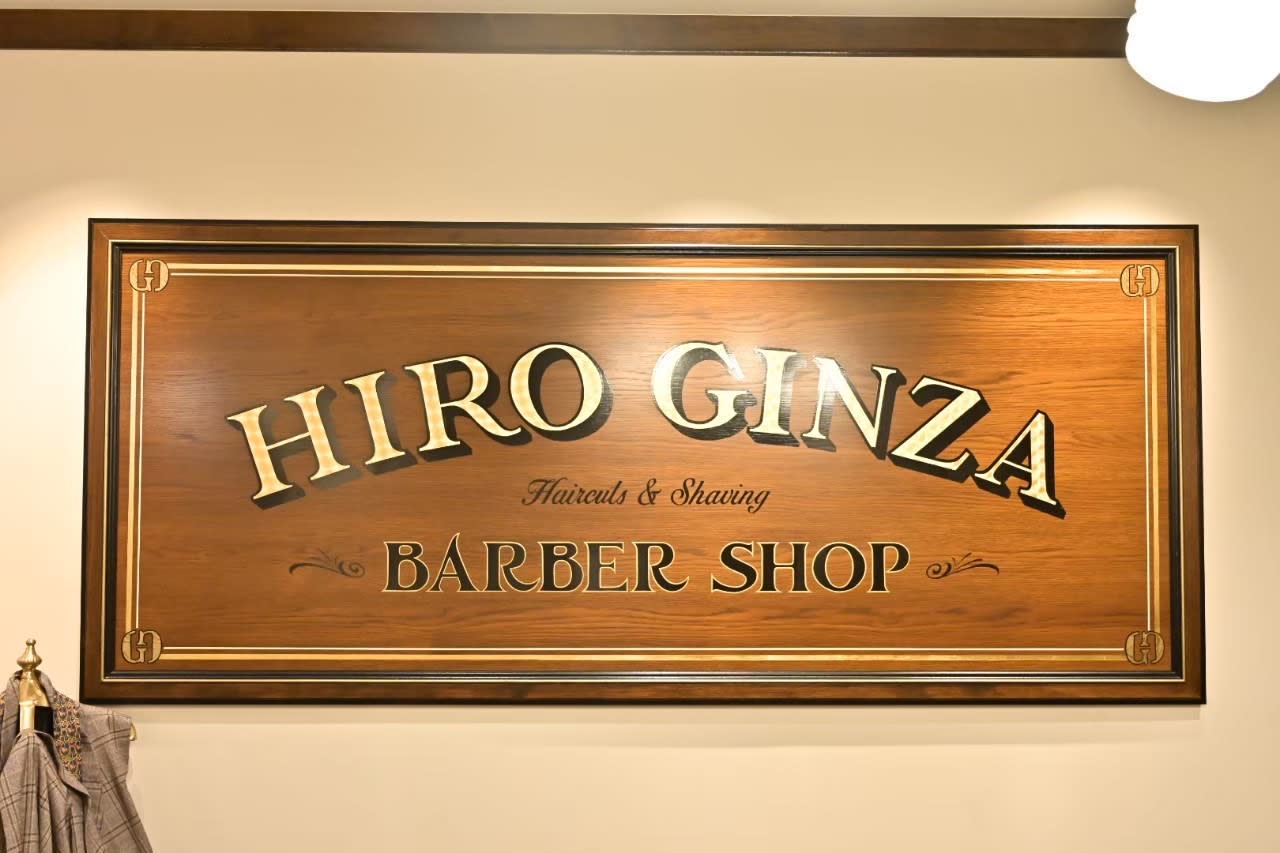 HIRO GINZA
Haircuts & Shaving
BARBER SHOP